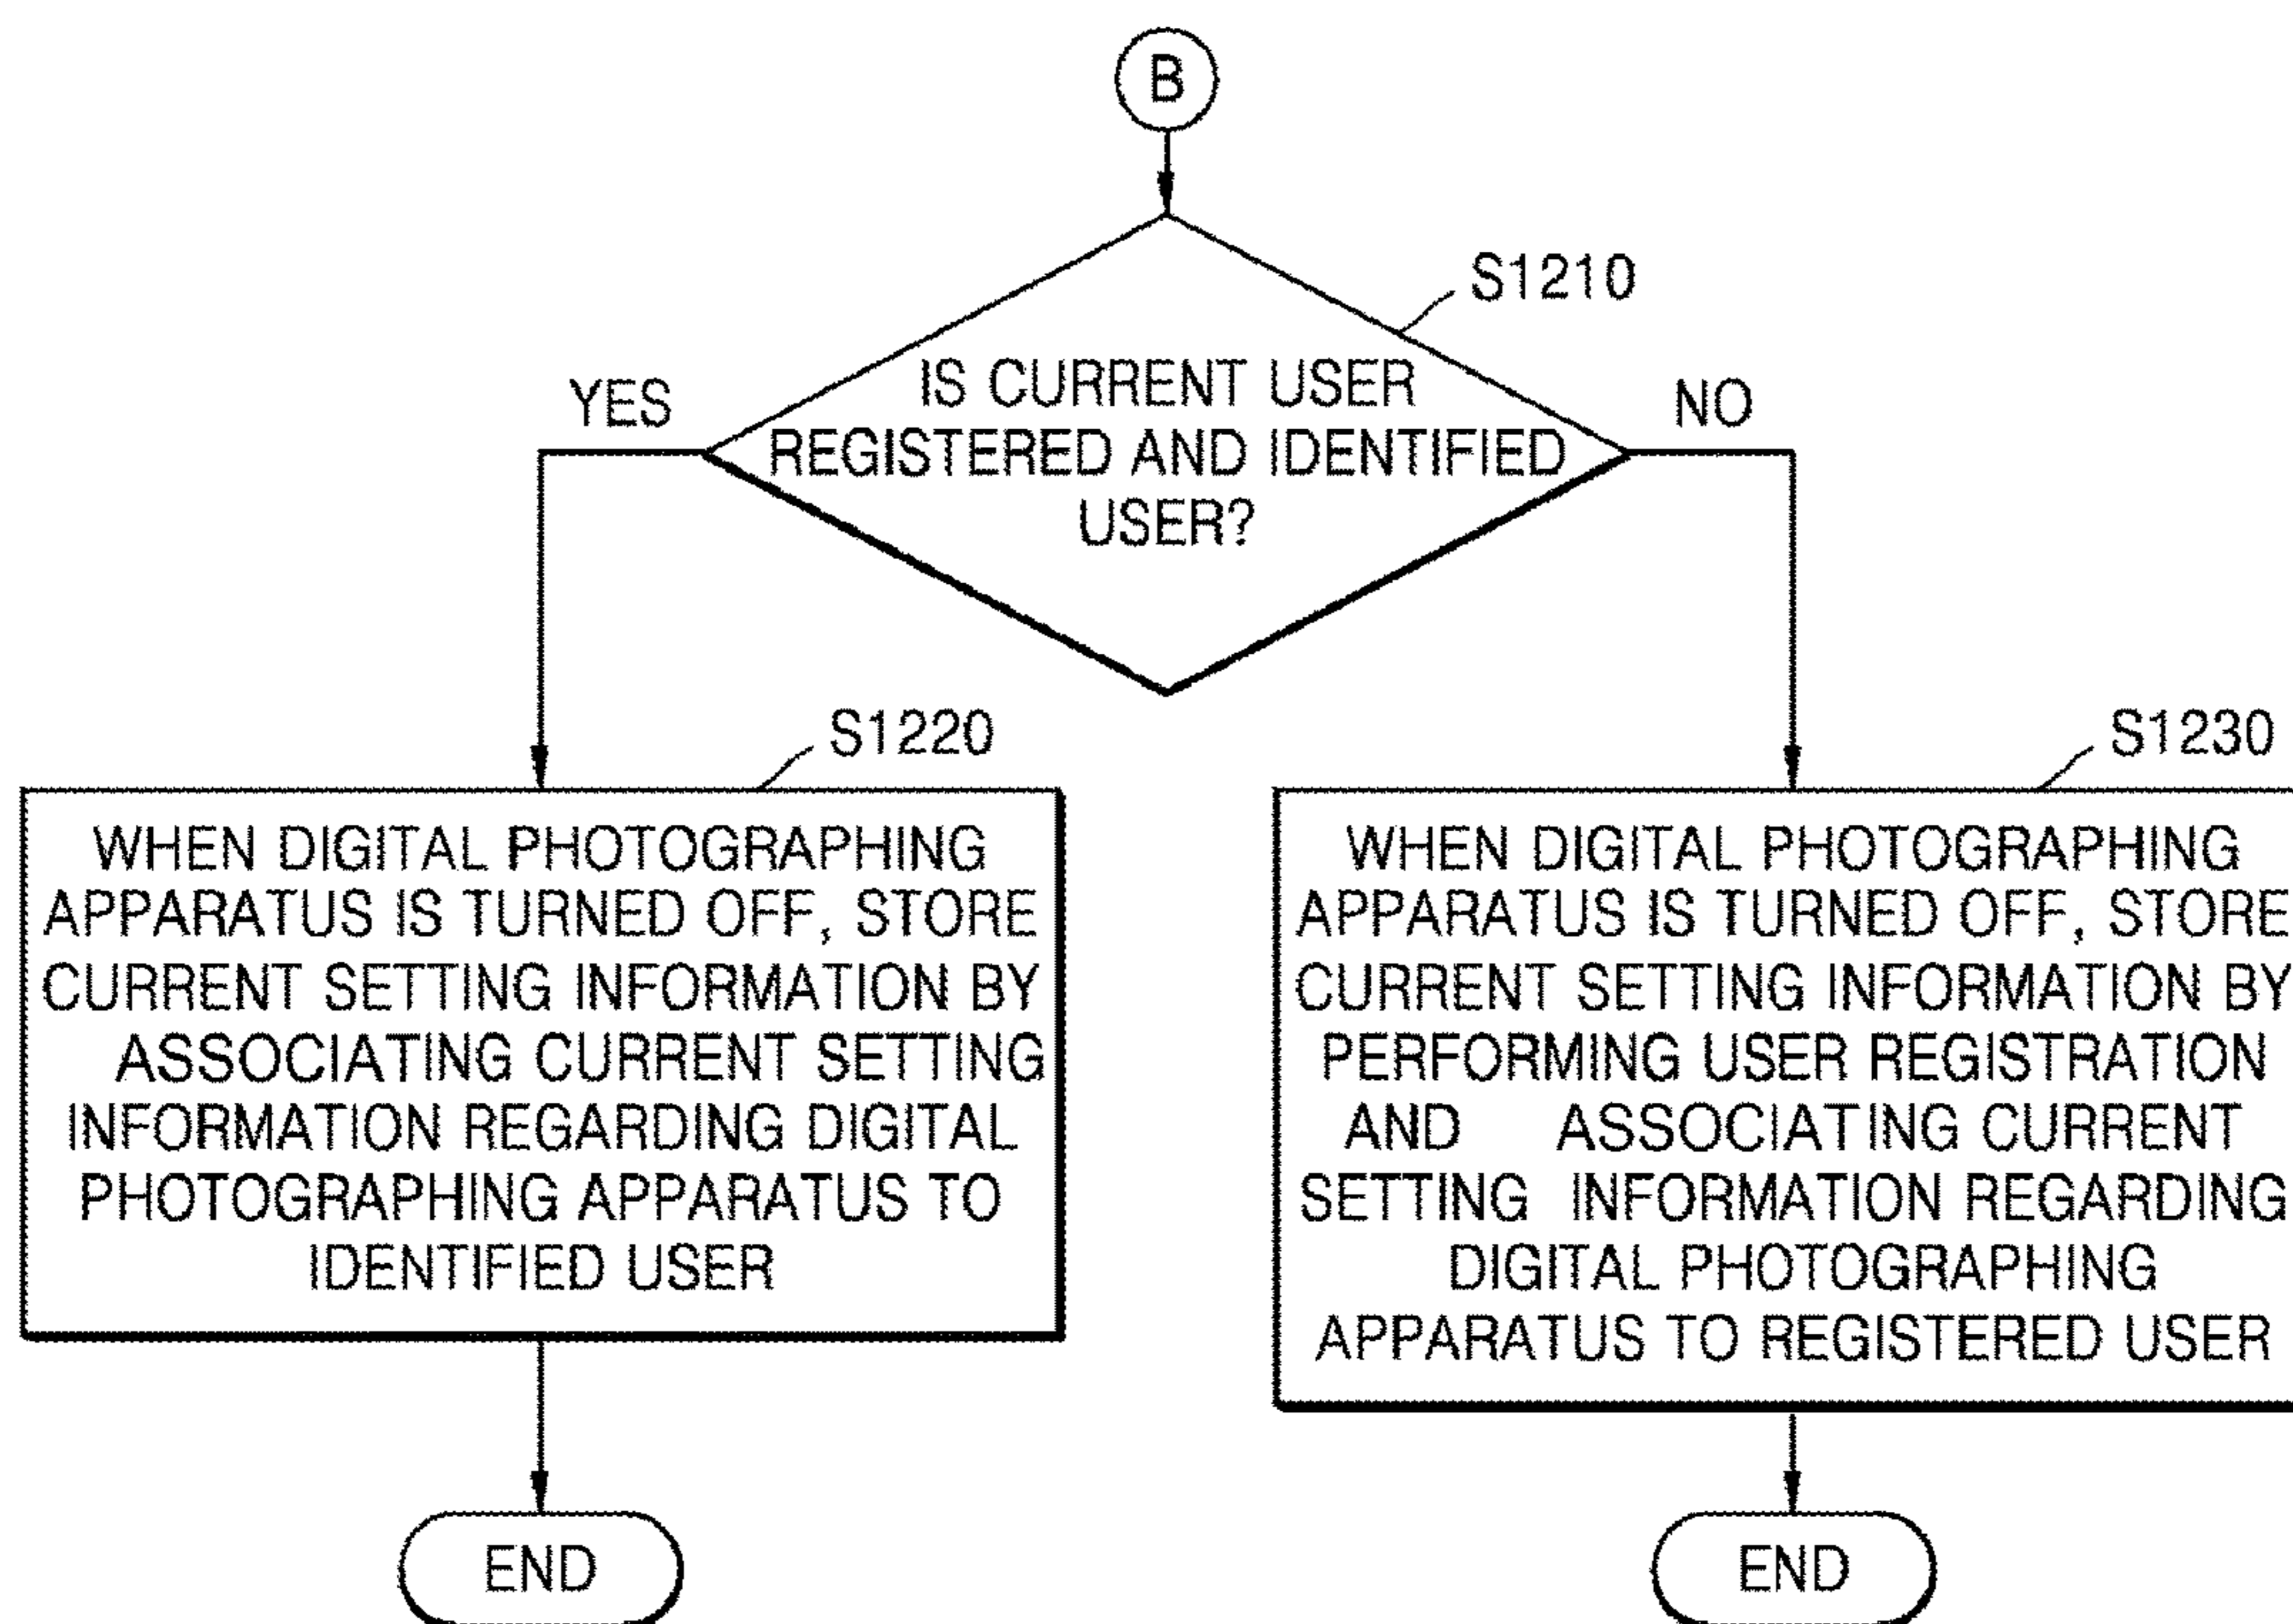 B
S1210
IS CURRENT USER
REGISTERED AND IDENTIFIED
USER?
YES
NO
S1220
WHEN DIGITAL PHOTOGRAPHING
APPARATUS IS TURNED OFF, STORE
CURRENT SETTING INFORMATION BY
ASSOCIATING CURRENT SETTING
INFORMATION REGARDING DIGITAL
PHOTOGRAPHING APPARATUS TO
IDENTIFIED USER
END
S1230
WHEN DIGITAL PHOTOGRAPHING
APPARATUS IS TURNED OFF, STORE
CURRENT SETTING INFORMATION BY
PERFORMING USER REGISTRATION
AND ASSOCIATING CURRENT
SETTING INFORMATION REGARDING
DIGITAL PHOTOGRAPHING
APPARATUS TO REGISTERED USER
END